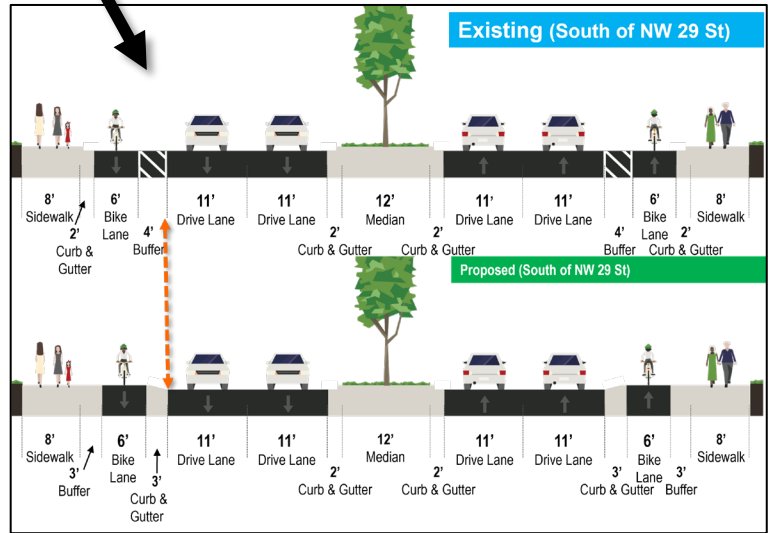 Existing (South of NW 29 St)
8' 6' 11' 11' 12' 11' 11' 6' 8'
Sidewalk Bike Drive Lane Drive Lane Median Drive Lane Drive Lane Bike Sidewalk
2' Lane 4' 2' 2' 4' Lane 2'
Curb & Buffer Curb & Gutter Curb & Gutter Buffer Curb & Gutter
Gutter
Proposed (South of NW 29 St)
8' 6' 11' 11' 12' 11' 11' 6' 8'
Sidewalk Bike Drive Lane Drive Lane Median Drive Lane Drive Lane Bike Sidewalk
3' Lane 3' 2' 2' 3' Lane 3'
Buffer Curb & Curb & Gutter Curb & Gutter Curb & Gutter Buffer
Gutter